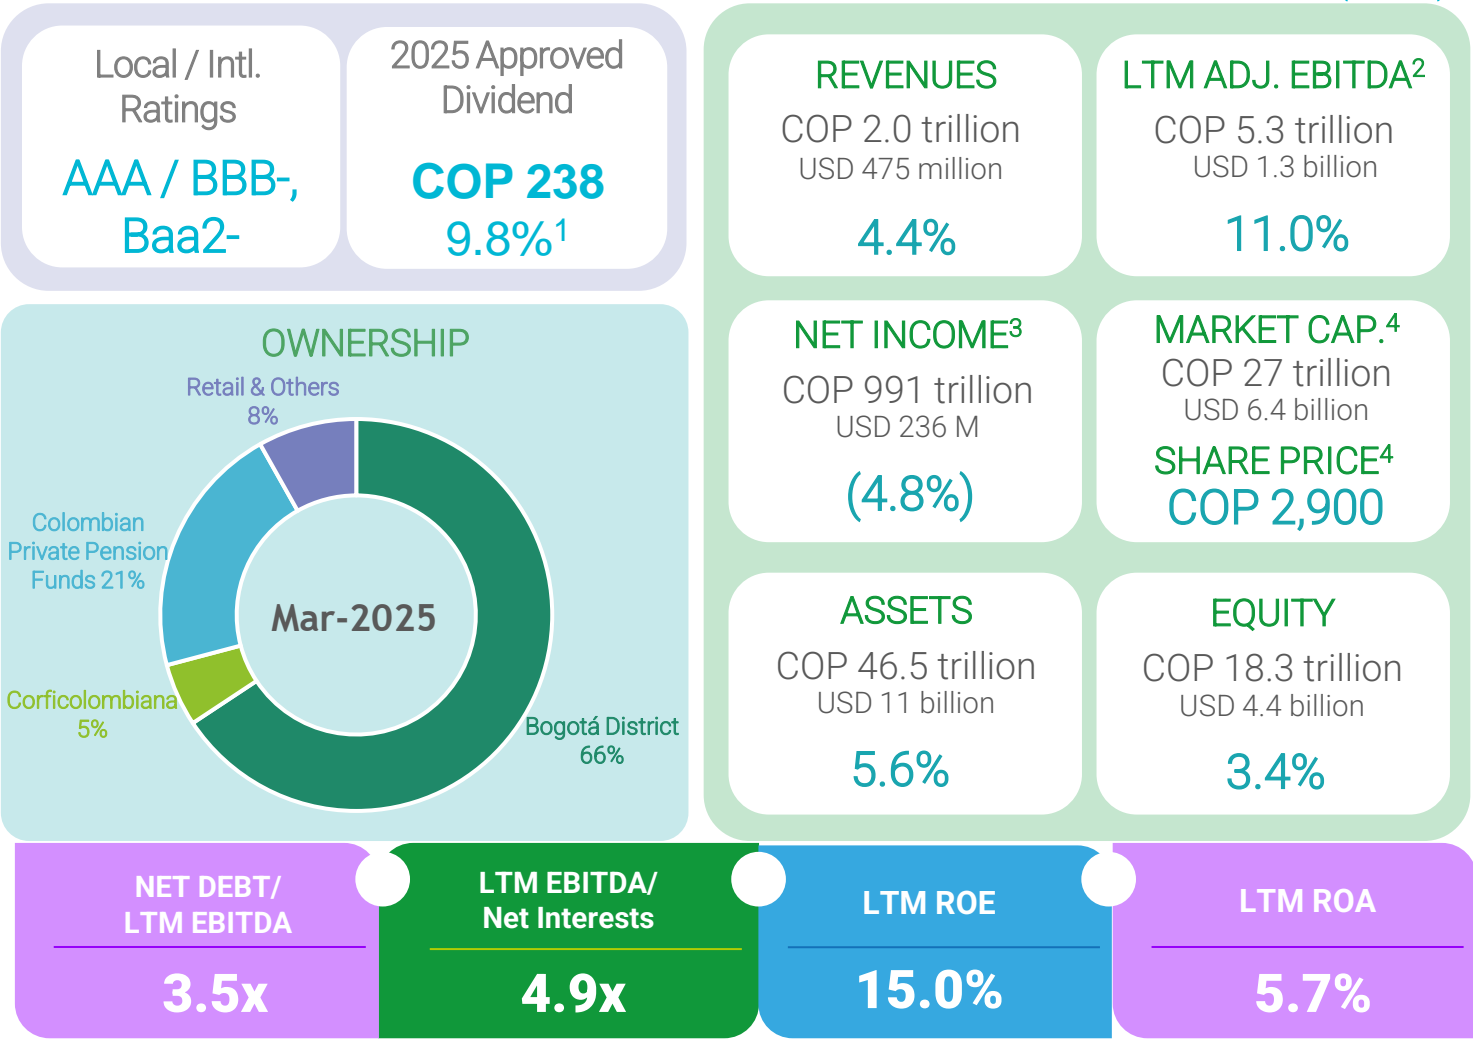 Local / Intl.
Ratings
AAA / BBB-,
Baa2-
2025 Approved
Dividend
COP 238
9.8%¹
OWNERSHIP
Retail & Others
8%
Colombian
Private Pension
Funds 21%
Mar-2025
Corficolombiana
5%
Bogotá District
66%
REVENUES
COP 2.0 trillion
USD 475 million
4.4%
LTM ADJ. EBITDA²
COP 5.3 trillion
USD 1.3 billion
11.0%
NET INCOME³
COP 991 trillion
USD 236 M
(4.8%)
MARKET CAP.⁴
COP 27 trillion
USD 6.4 billion
SHARE PRICE⁴
COP 2,900
ASSETS
COP 46.5 trillion
USD 11 billion
5.6%
EQUITY
COP 18.3 trillion
USD 4.4 billion
3.4%
NET DEBT/
LTM EBITDA
3.5x
LTM EBITDA/
Net Interests
4.9x
LTM ROE
15.0%
LTM ROA
5.7%